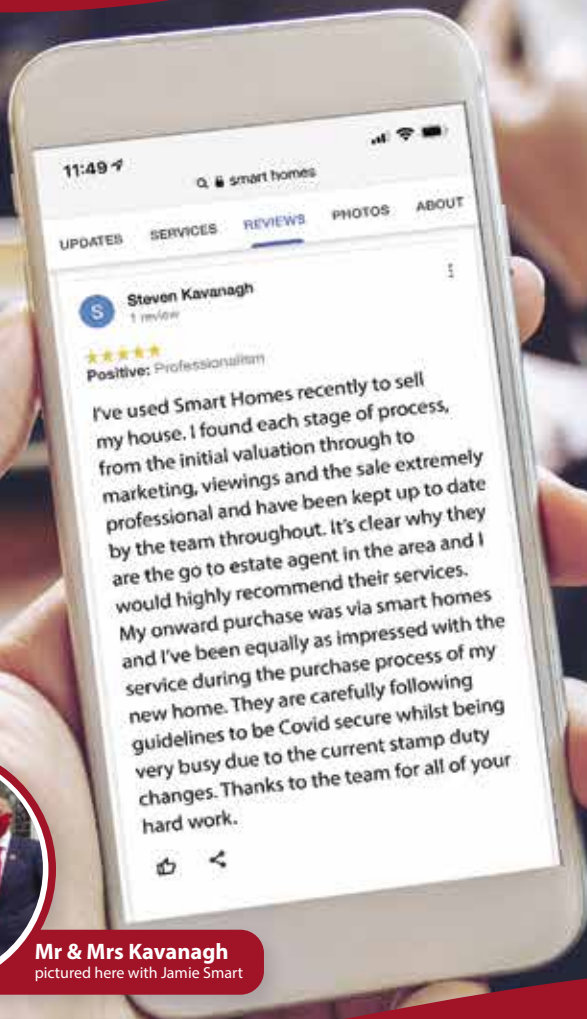 11:49
smart homes
UPDATES SERVICES REVIEWS PHOTOS ABOUT
S
Steven Kavanagh
1 review
Positive: Professionalism
I've used Smart Homes recently to sell
my house. I found each stage of process,
from the initial valuation through to
marketing, viewings and the sale extremely
professional and have been kept up to date
by the team throughout. It's clear why they
are the go to estate agent in the area and I
would highly recommend their services.
My onward purchase was via smart homes
and I've been equally as impressed with the
service during the purchase process of my
new home. They are carefully following
guidelines to be Covid secure whilst being
very busy due to the current stamp duty
changes. Thanks to the team for all of your
hard work.
Mr & Mrs Kavanagh
pictured here with Jamie Smart